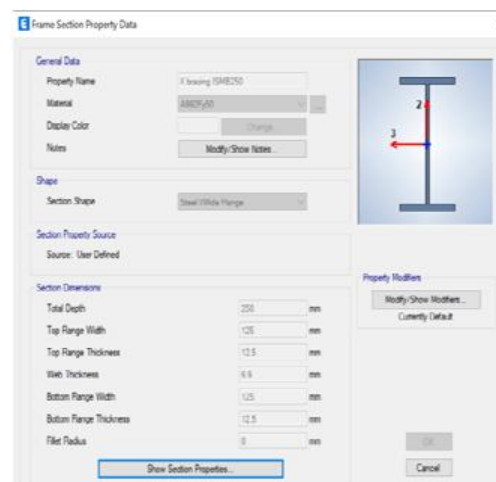 E Frame Section Property Data
General Data
Property Name X bracing ISMB250
Material A992Fy50 ...
Display Color Change...
Notes Modify/Show Notes...
Shape
Section Shape Steel I/Wide Flange
Section Property Source
Source: User Defined
Section Dimensions
Total Depth 250 mm
Top Flange Width 125 mm
Top Flange Thickness 12.5 mm
Web Thickness 6.9 mm
Bottom Flange Width 125 mm
Bottom Flange Thickness 12.5 mm
Fillet Radius 0 mm
Show Section Properties...
2
3
Property Modifiers
Modify/Show Modifiers...
Currently Default
OK
Cancel